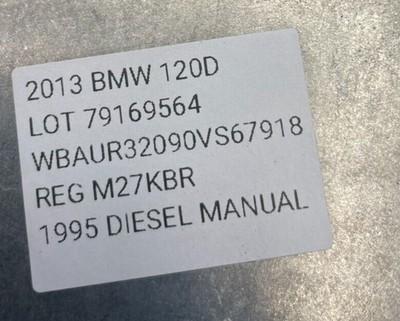 2013 BMW 120D
LOT 79169564
WBAUR32090VS67918
REG M27KBR
1995 DIESEL MANUAL